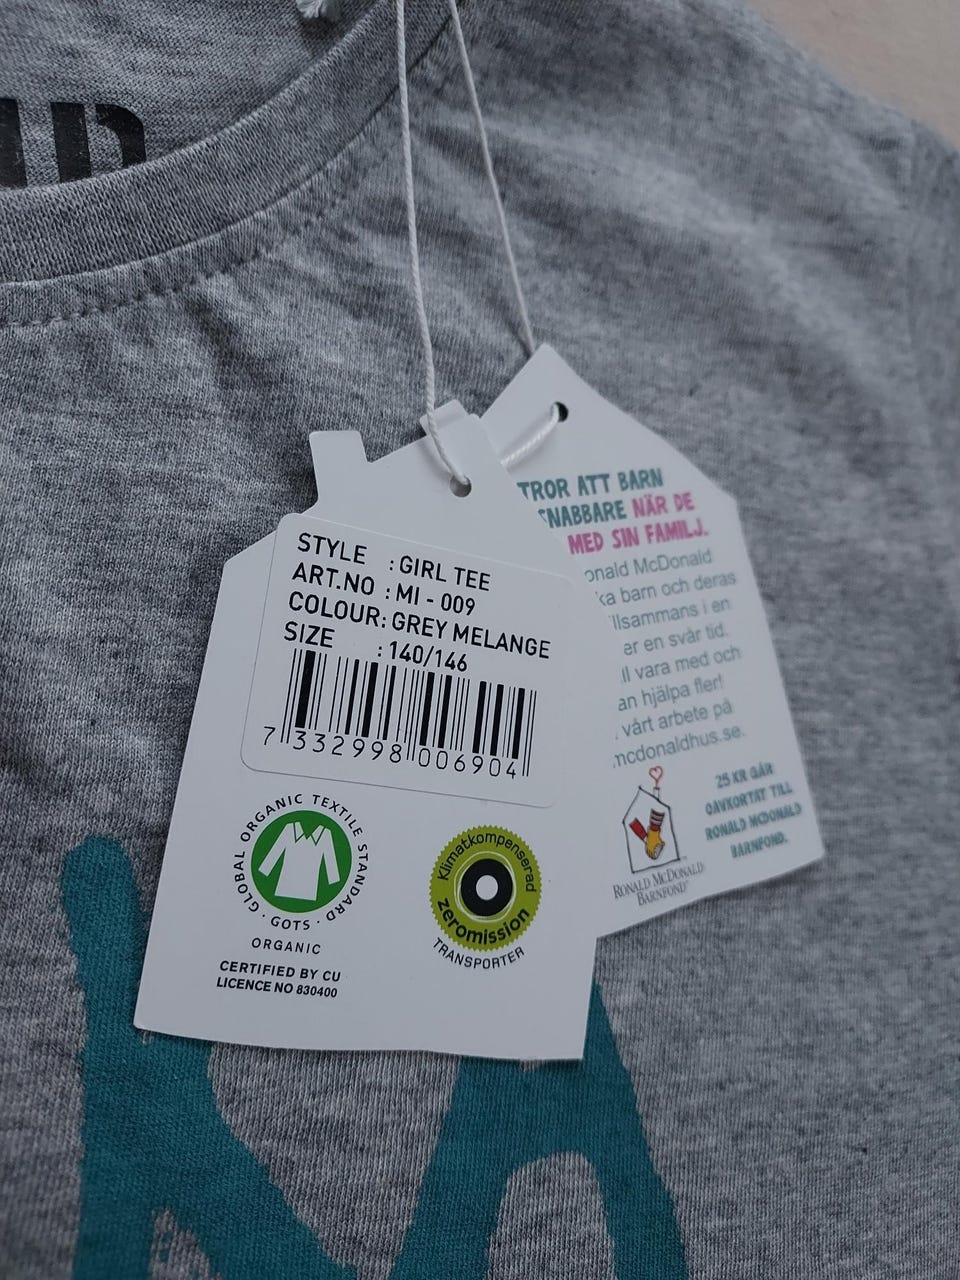 STYLE : GIRL TEE
ART.NO : MI - 009
COLOUR: GREY MELANGE
SIZE : 140/146
7 332998 006904
GLOBAL ORGANIC TEXTILE STANDARD · GOTS ·
ORGANIC
CERTIFIED BY CU
LICENCE NO 830400
Klimatkompenserad
zeromission
TRANSPORTER
TROR ATT BARN
SNABBARE NÄR DE
MED SIN FAMILJ.
onald McDonald
ka barn och deras
illsammans i en
er en svår tid.
ll vara med och
an hjälpa fler!
vårt arbete på
mcdonaldhus.se.
25 KR GÅR
OAVKORTAT TILL
RONALD MCDONALD
BARNFOND.
RONALD MCDONALD
BARNFOND
KA